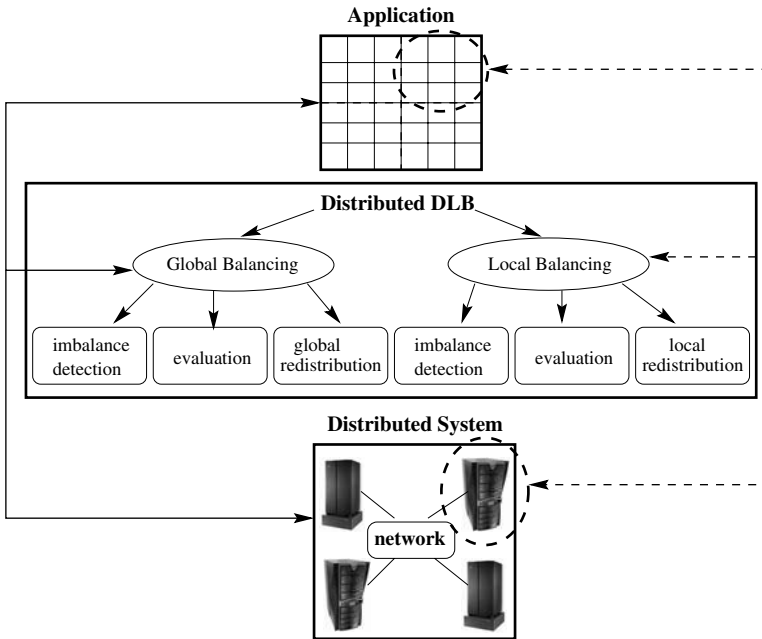 Application
Distributed DLB
Global Balancing
Local Balancing
imbalance
detection
evaluation
global
redistribution
imbalance
detection
evaluation
local
redistribution
Distributed System
network